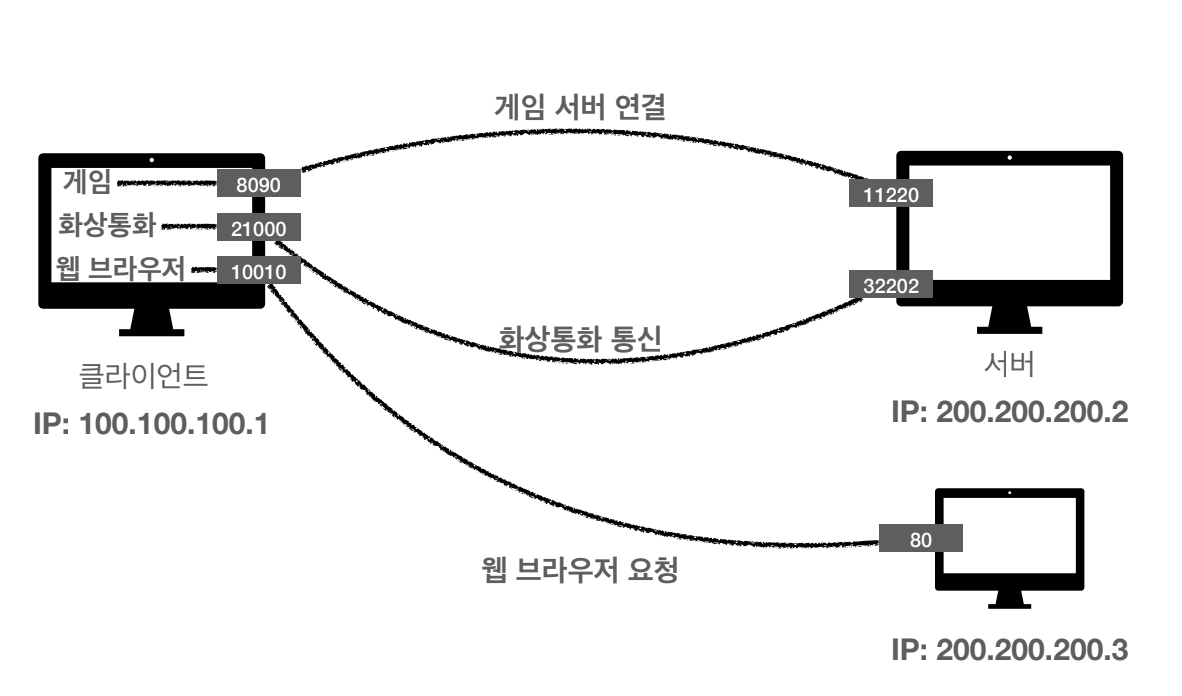 게임 서버 연결
게임
8090
11220
화상통화
21000
웹 브라우저
10010
32202
화상통화 통신
클라이언트
IP: 100.100.100.1
서버
IP: 200.200.200.2
80
웹 브라우저 요청
IP: 200.200.200.3